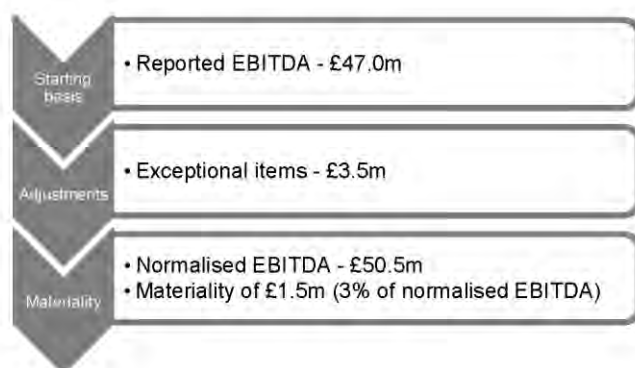 Starting
basis
• Reported EBITDA - £47.0m
Adjustments
• Exceptional items - £3.5m
Materiality
• Normalised EBITDA - £50.5m
• Materiality of £1.5m (3% of normalised EBITDA)